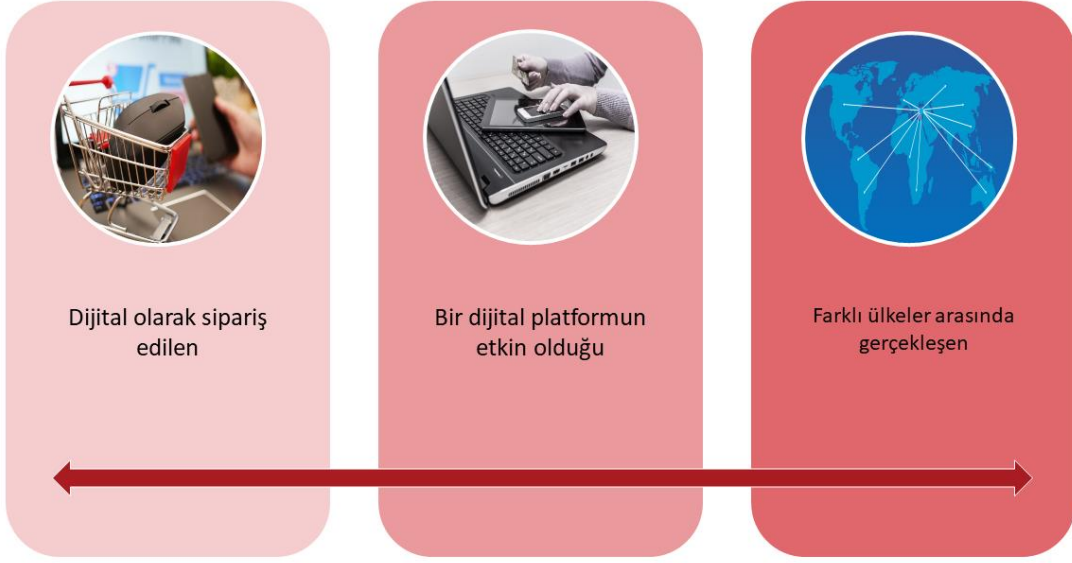 Dijital olarak sipariş
edilen
Bir dijital platformun
etkin olduğu
Farklı ülkeler arasında
gerçekleşen